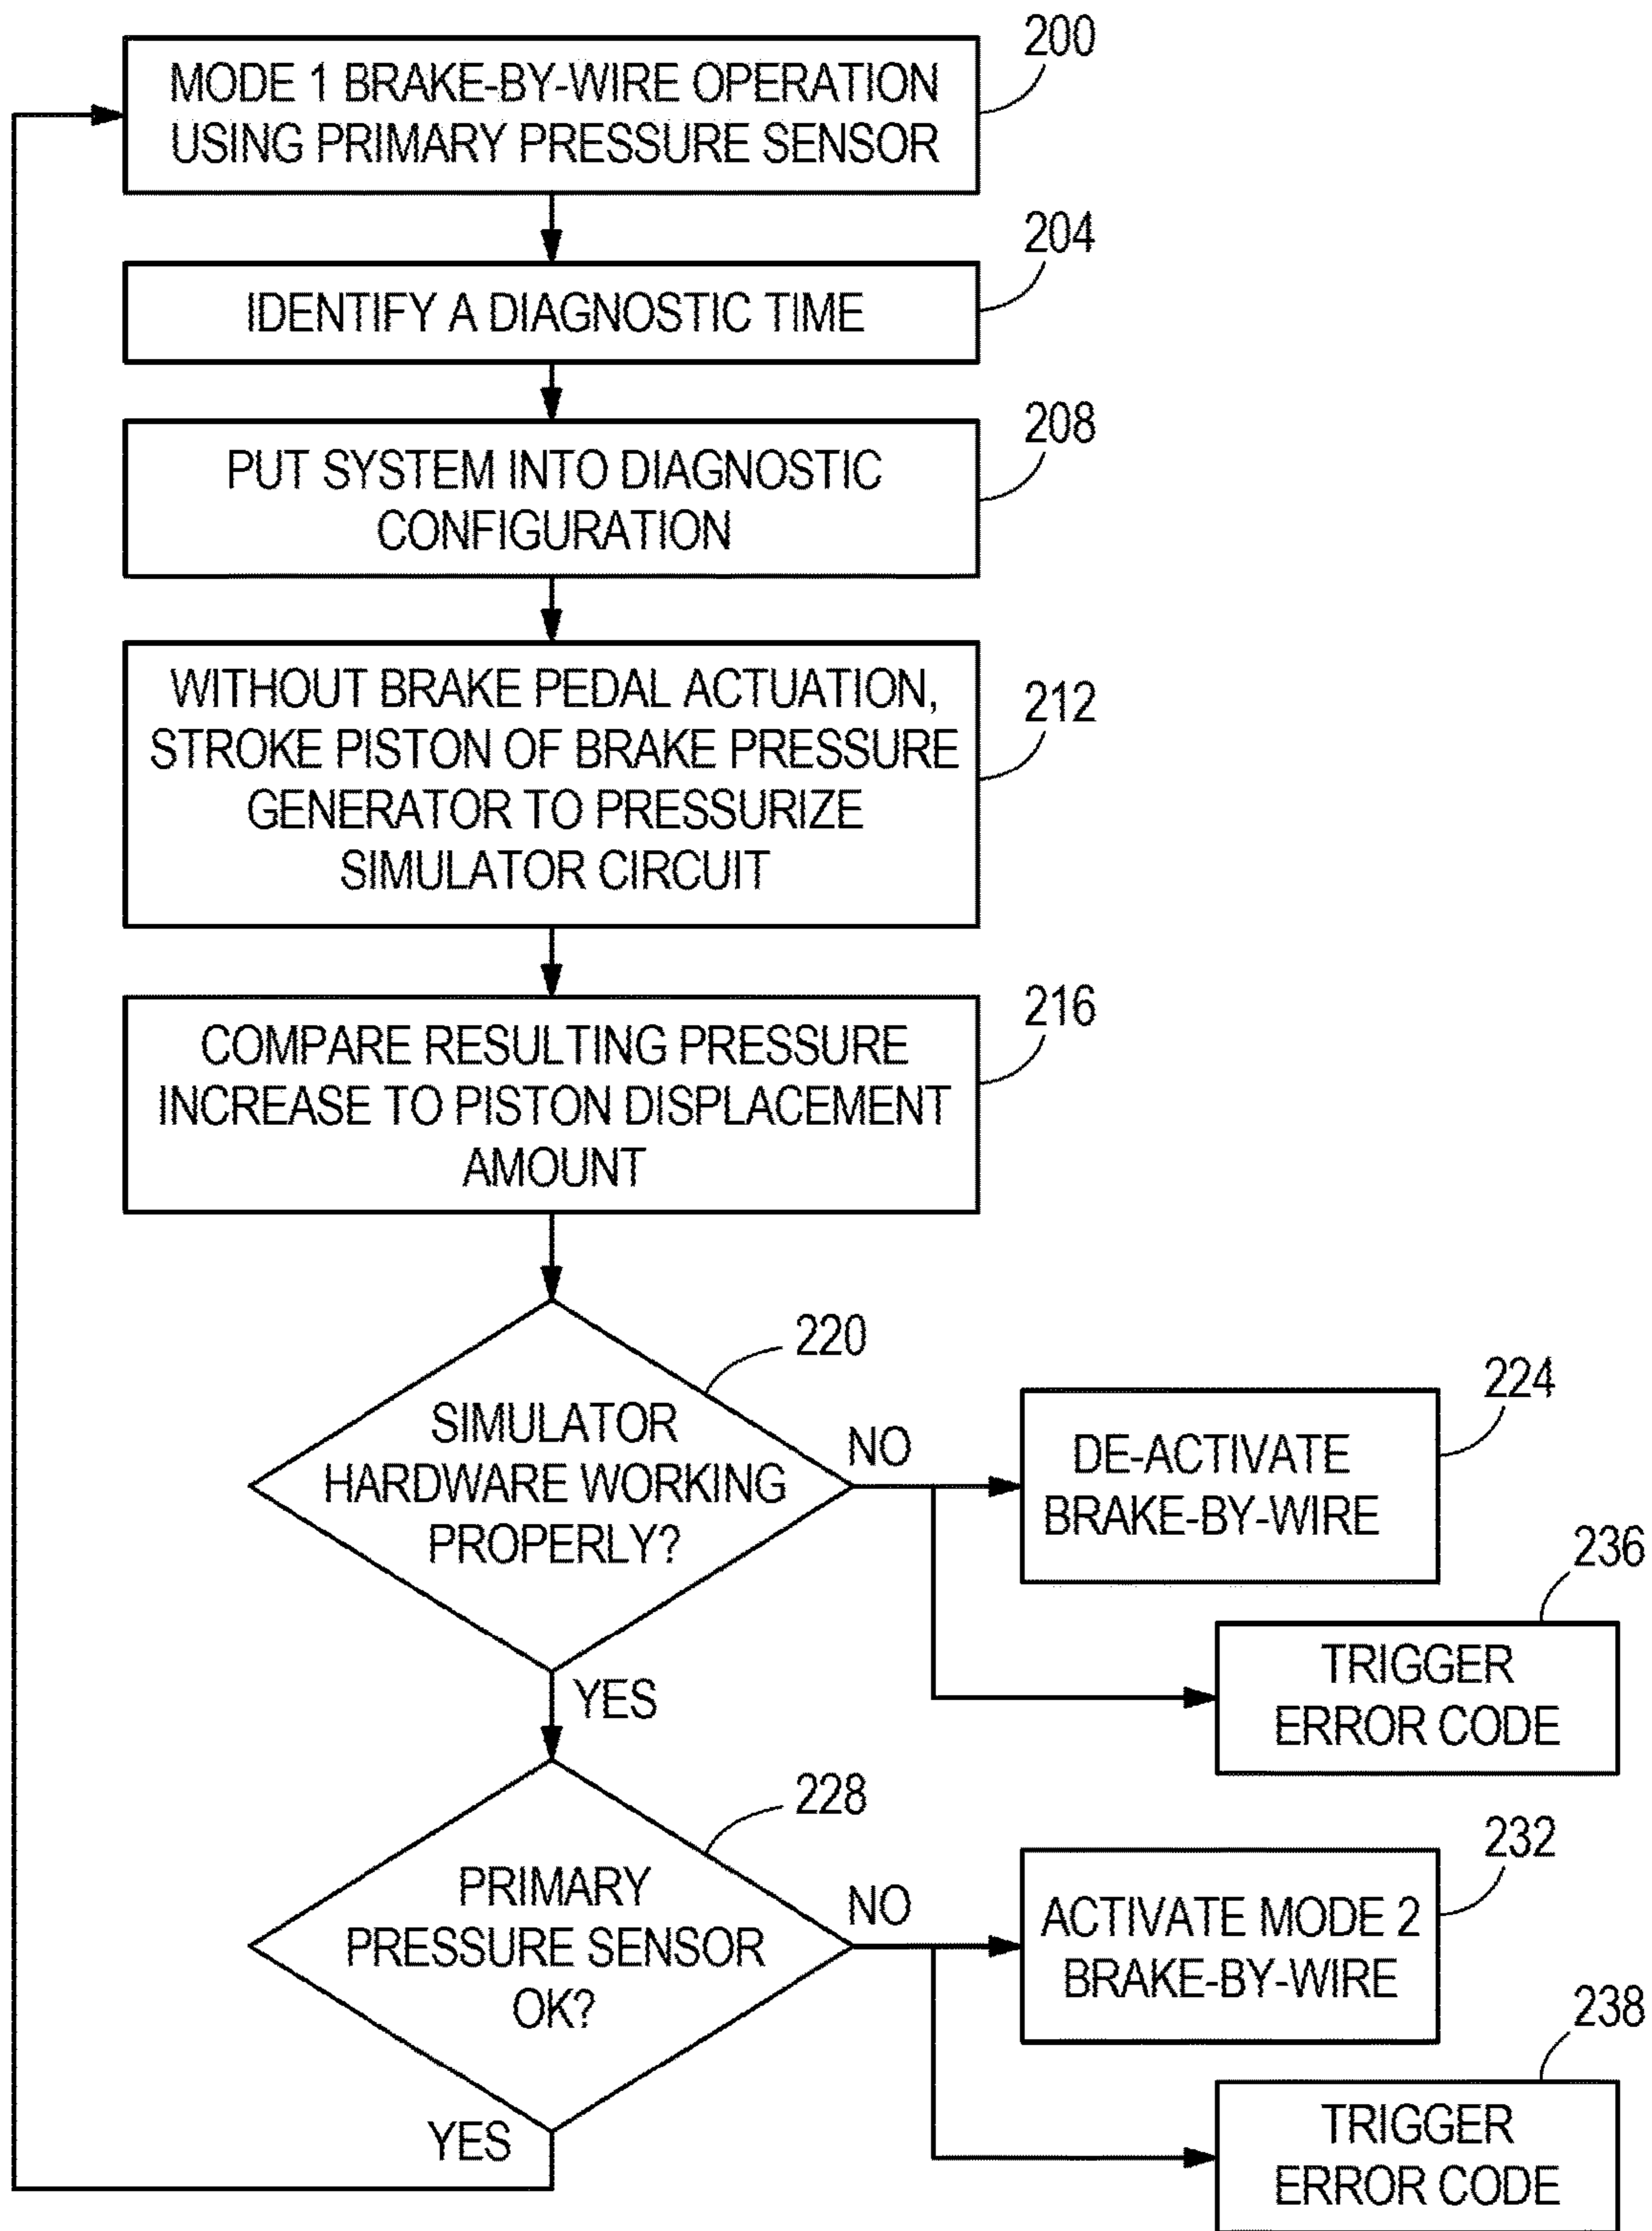 200
MODE 1 BRAKE-BY-WIRE OPERATION
USING PRIMARY PRESSURE SENSOR
204
IDENTIFY A DIAGNOSTIC TIME
208
PUT SYSTEM INTO DIAGNOSTIC
CONFIGURATION
212
WITHOUT BRAKE PEDAL ACTUATION,
STROKE PISTON OF BRAKE PRESSURE
GENERATOR TO PRESSURIZE
SIMULATOR CIRCUIT
216
COMPARE RESULTING PRESSURE
INCREASE TO PISTON DISPLACEMENT
AMOUNT
220
SIMULATOR
HARDWARE WORKING
PROPERLY?
NO
224
DE-ACTIVATE
BRAKE-BY-WIRE
236
TRIGGER
ERROR CODE
YES
228
PRIMARY
PRESSURE SENSOR
OK?
NO
232
ACTIVATE MODE 2
BRAKE-BY-WIRE
238
TRIGGER
ERROR CODE
YES